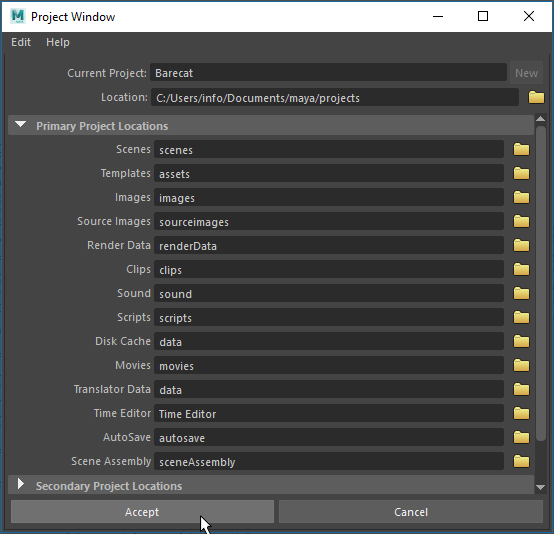 M Project Window
Edit Help
Current Project: Barecat New
Location: C:/Users/info/Documents/maya/projects
Primary Project Locations
Scenes scenes
Templates assets
Images images
Source Images sourceimages
Render Data renderData
Clips clips
Sound sound
Scripts scripts
Disk Cache data
Movies movies
Translator Data data
Time Editor Time Editor
AutoSave autosave
Scene Assembly sceneAssembly
Secondary Project Locations
Accept Cancel